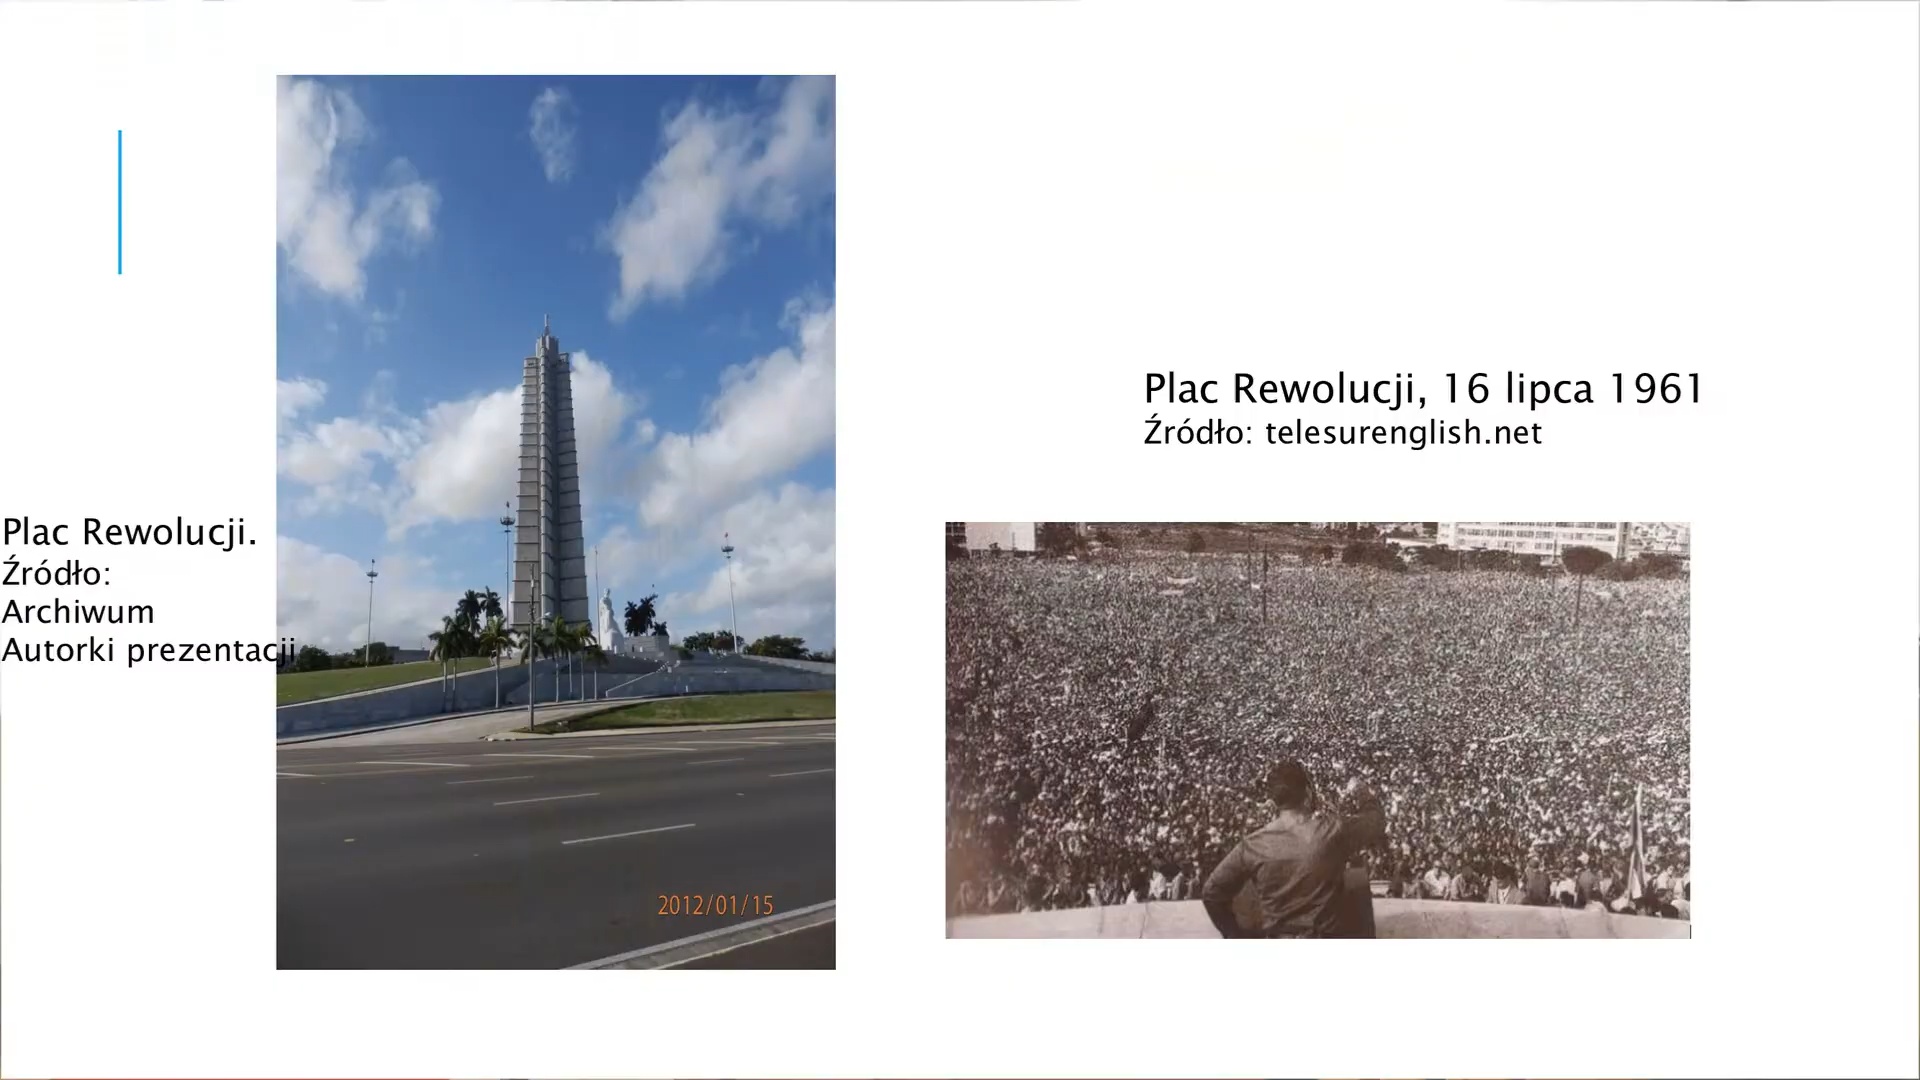 Plac Rewolucji.
Źródło:
Archiwum
Autorki prezentacji
2012/01/15
Plac Rewolucji, 16 lipca 1961
Źródło: telesurenglish.net